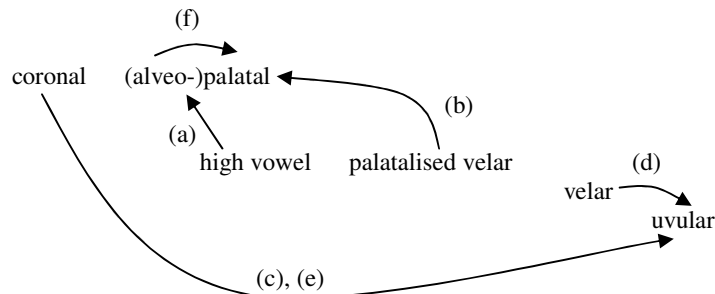 (f)
coronal (alveo-)palatal
(b)
(a)
high vowel palatalised velar
(d)
velar
uvular
(c), (e)